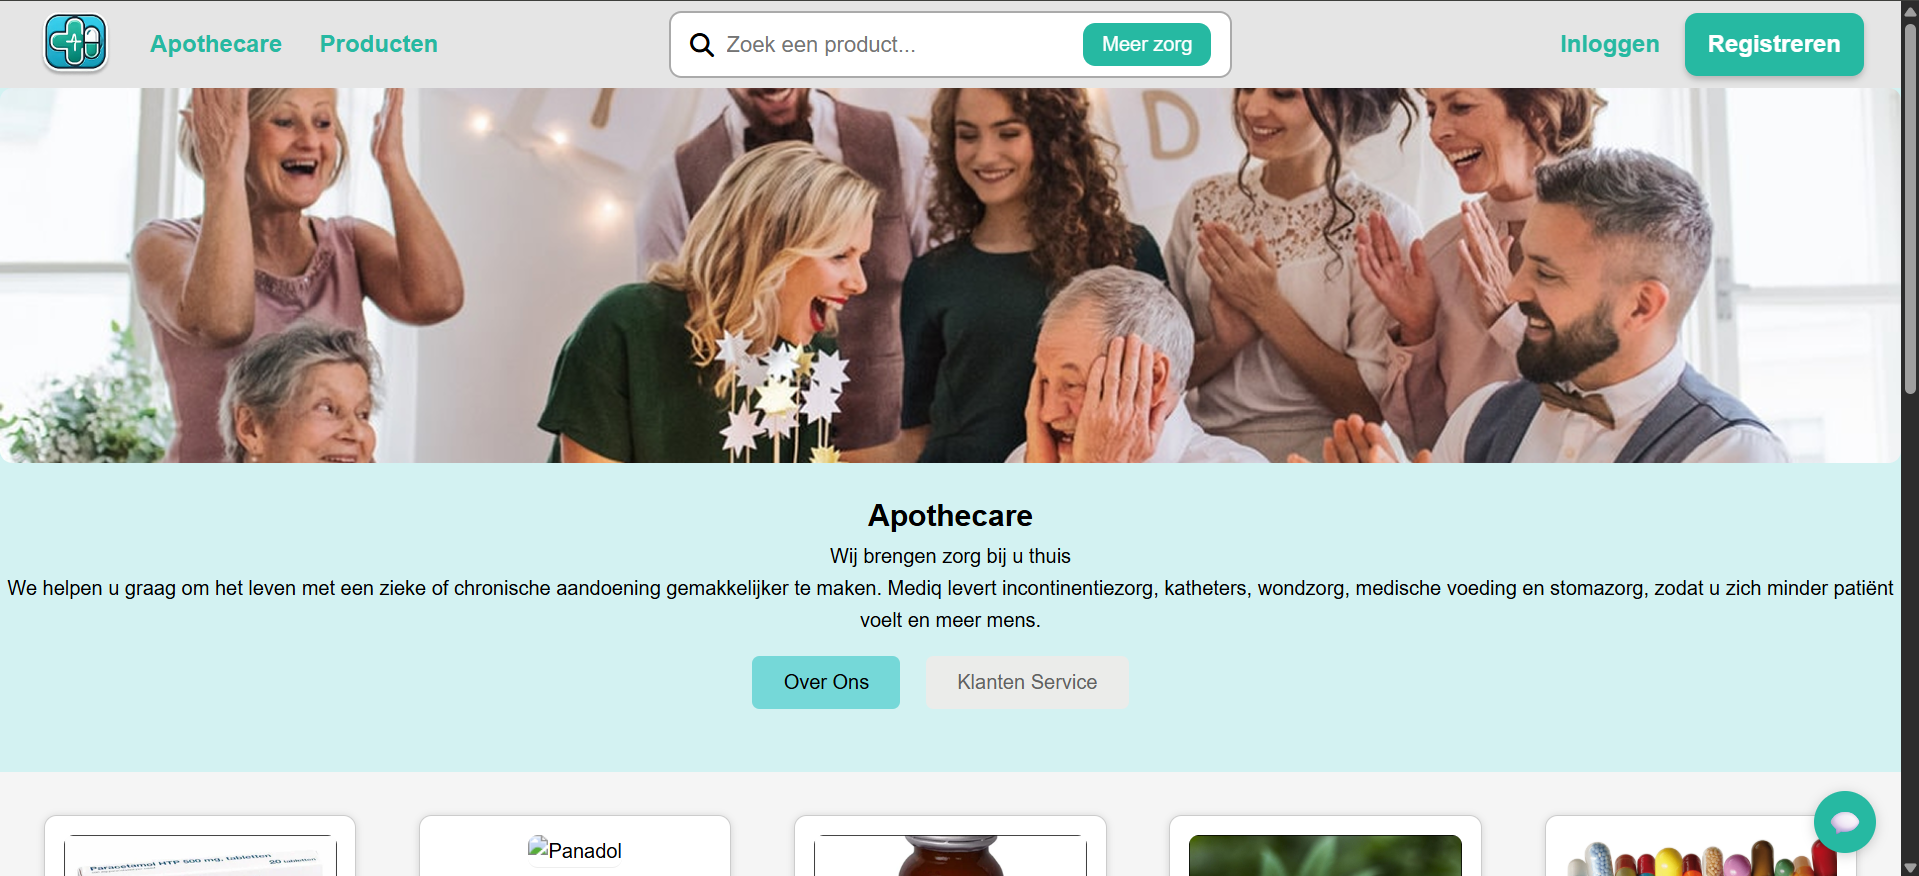 Apothecare
Producten
Zoek een product...
Meer zorg
Inloggen
Registreren
D
Apothecare
Wij brengen zorg bij u thuis
We helpen u graag om het leven met een zieke of chronische aandoening gemakkelijker te maken. Mediq levert incontinentiezorg, katheters, wondzorg, medische voeding en stomazorg, zodat u zich minder patiënt
voelt en meer mens.
Over Ons
Klanten Service
Paracetamol HTP 500 mg, tabletten
20 tabletten
Panadol